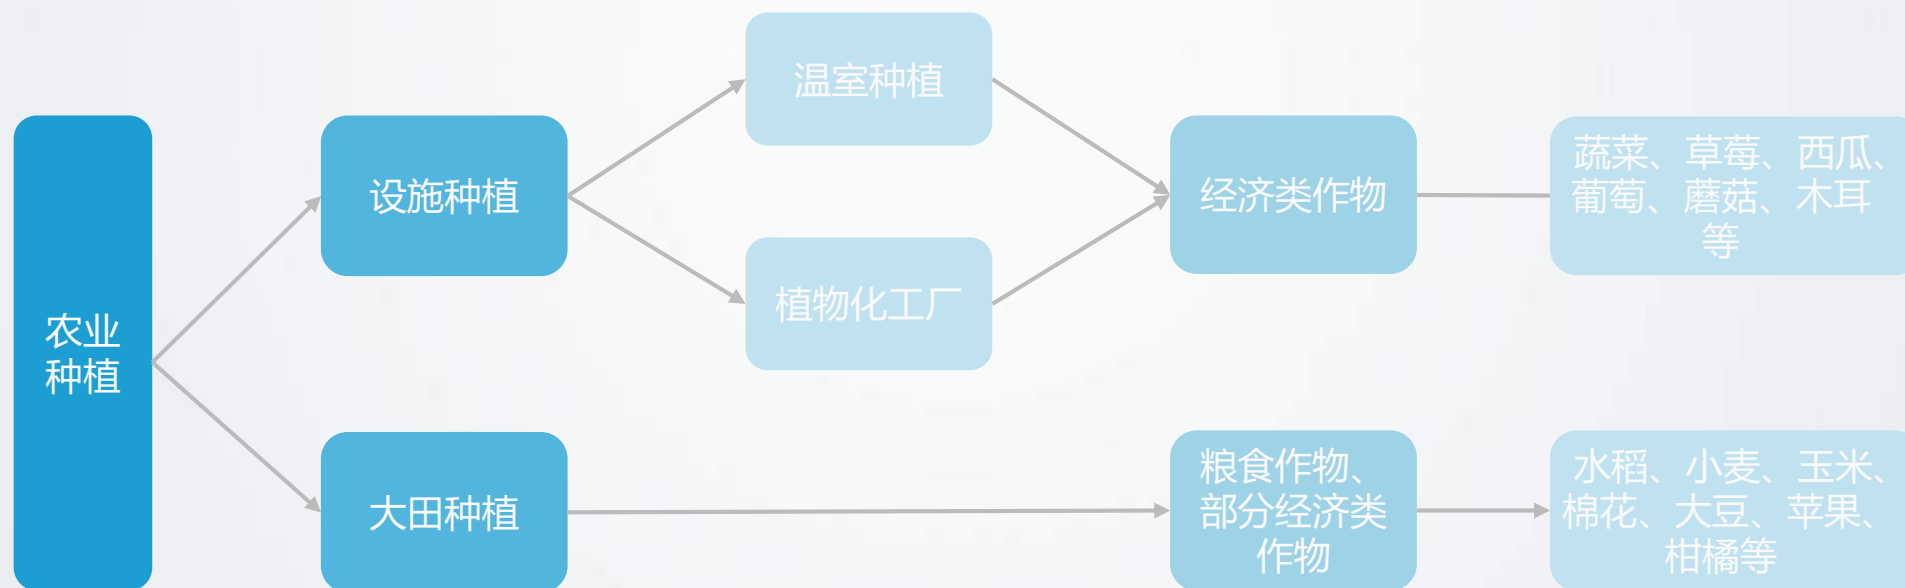 农业
种植
设施种植
大田种植
温室种植
植物化工厂
经济类作物
粮食作物、
部分经济类
作物
蔬菜、草莓、西瓜、
葡萄、蘑菇、木耳
等
水稻、小麦、玉米、
棉花、大豆、苹果、
柑橘等